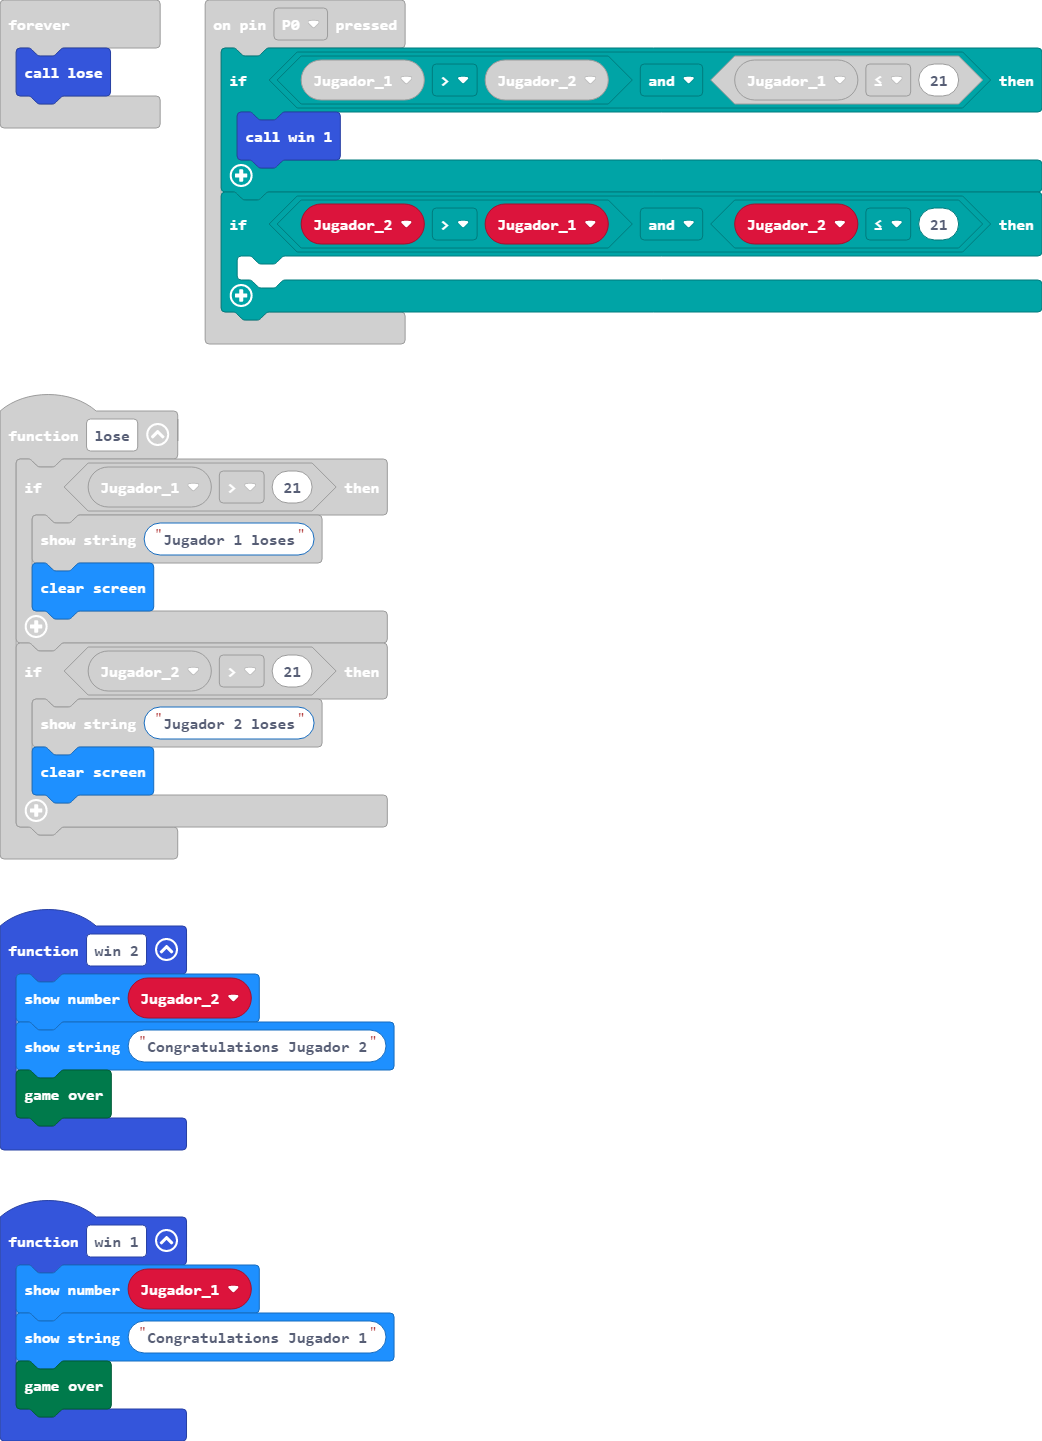 forever
call lose
on pin P0 pressed
if Jugador_1 > Jugador_2 and Jugador_1 ≤ 21 then
call win 1
if Jugador_2 > Jugador_1 and Jugador_2 ≤ 21 then
function lose
if Jugador_1 > 21 then
show string "Jugador 1 loses"
clear screen
if Jugador_2 > 21 then
show string "Jugador 2 loses"
clear screen
function win 2
show number Jugador_2
show string "Congratulations Jugador 2"
game over
function win 1
show number Jugador_1
show string "Congratulations Jugador 1"
game over